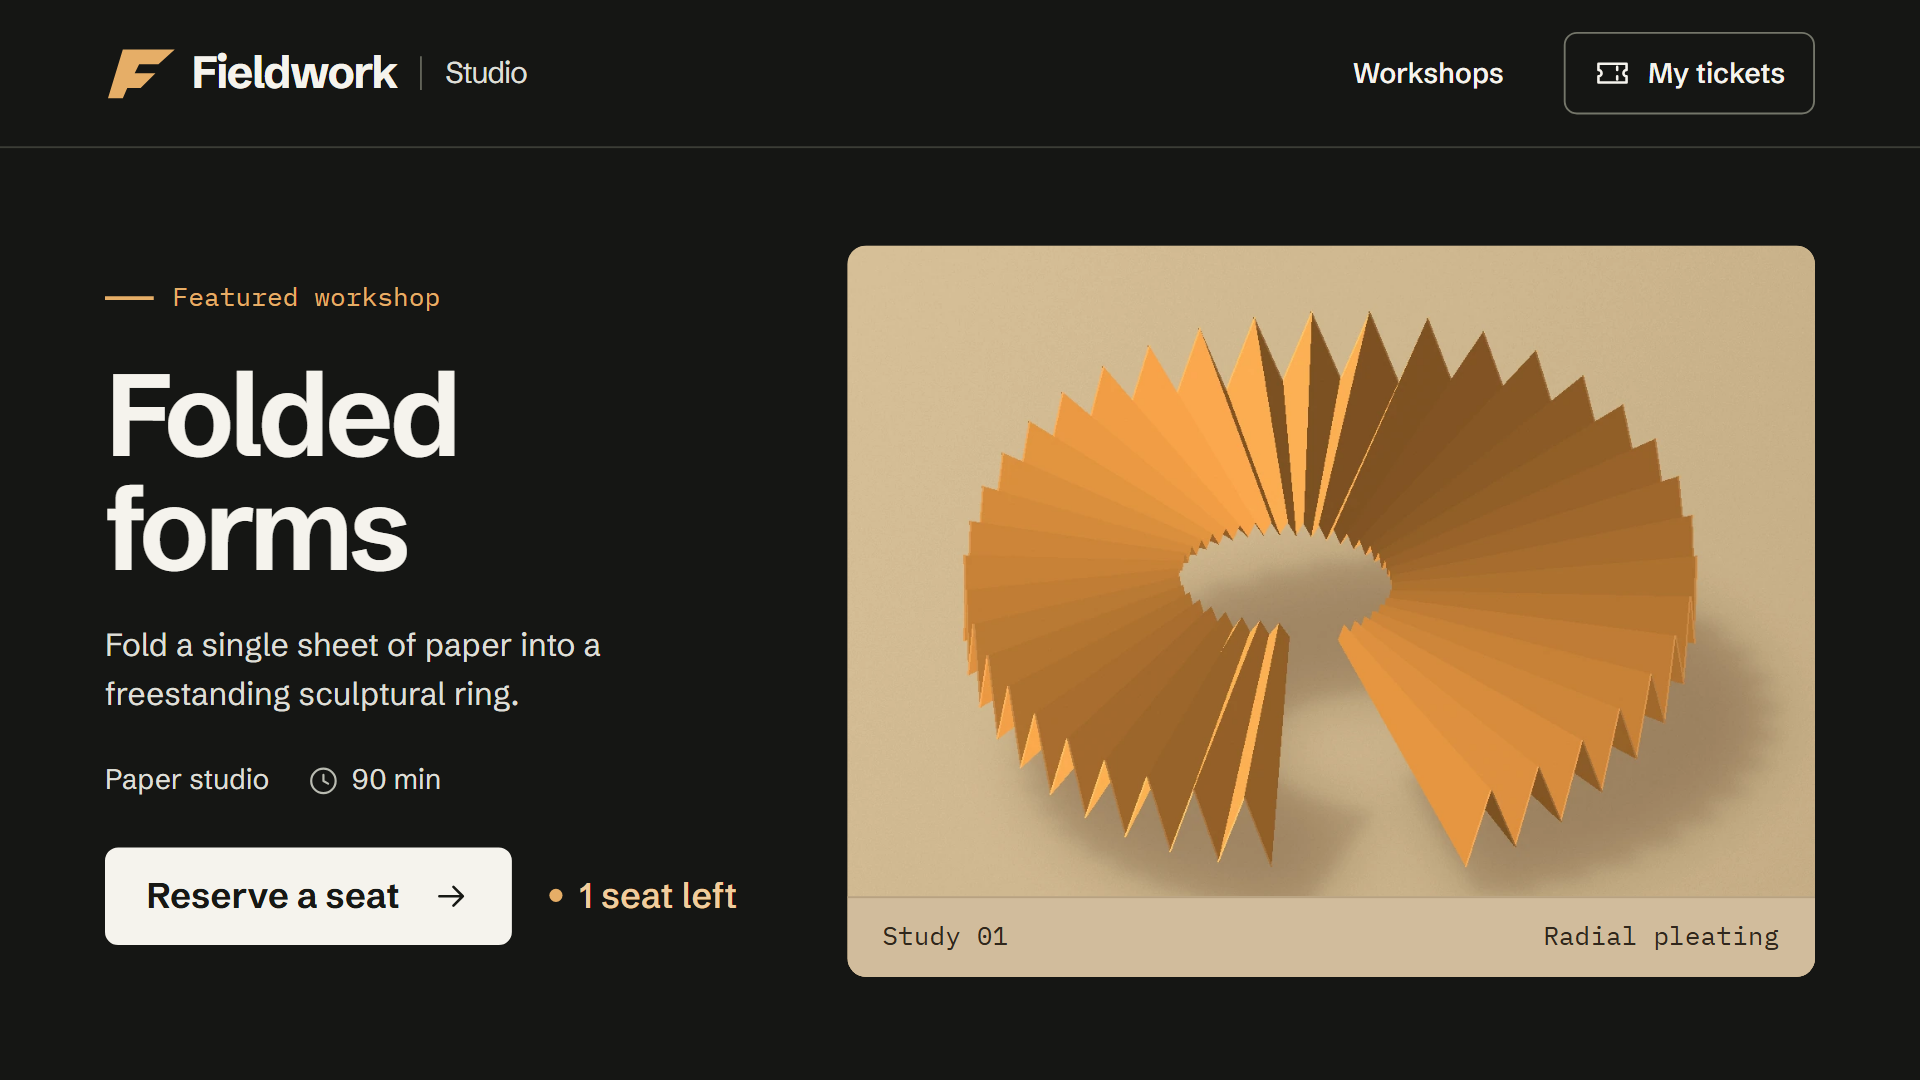 Fieldwork
Studio
Workshops
My tickets
Featured workshop
Folded
forms
Fold a single sheet of paper into a
freestanding sculptural ring.
Paper studio
90 min
Reserve a seat
1 seat left
Study 01
Radial pleating